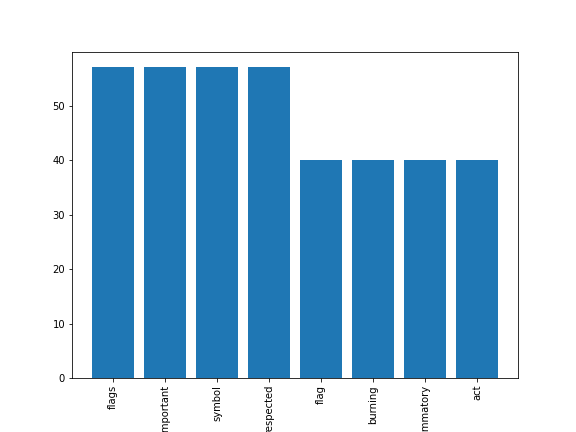 50
40
30
20
10
0
flags
mportant
symbol
espected
flag
burning
mmatory
act